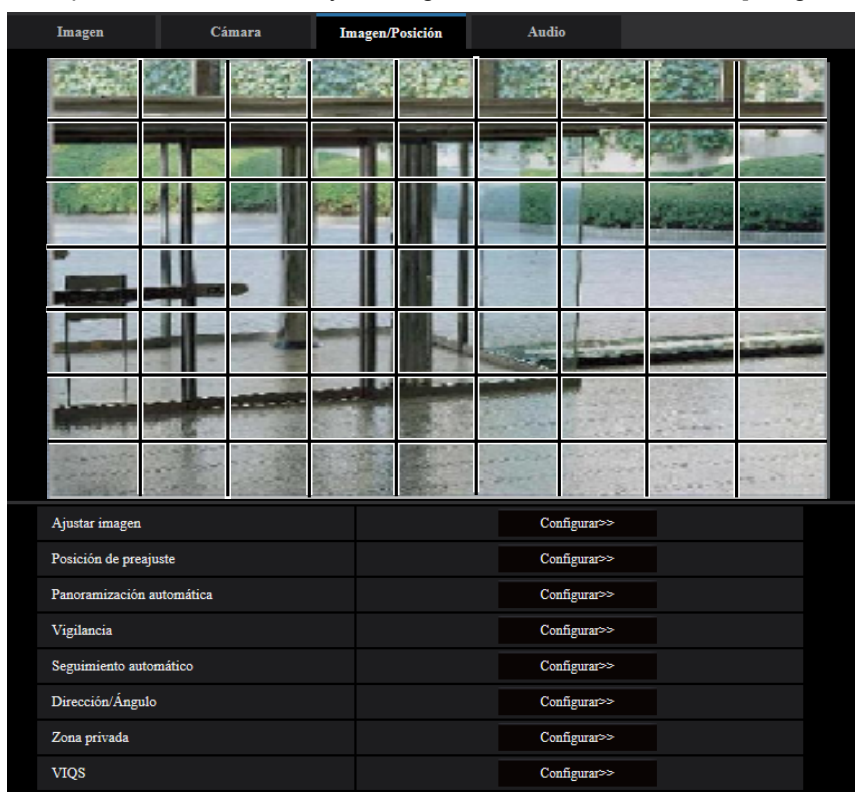 Imagen Cámara Imagen/Posición Audio
Ajustar imagen Configurar>>
Posición de preajuste Configurar>>
Panoramización automática Configurar>>
Vigilancia Configurar>>
Seguimiento automático Configurar>>
Dirección/Ángulo Configurar>>
Zona privada Configurar>>
VIQS Configurar>>